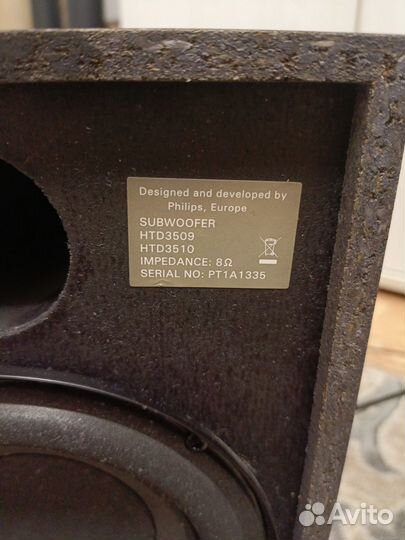 Designed and developed by
Philips, Europe
SUBWOOFER
HTD3509
HTD3510
IMPEDANCE: 8Ω
SERIAL NO: PT1A1335
Avito